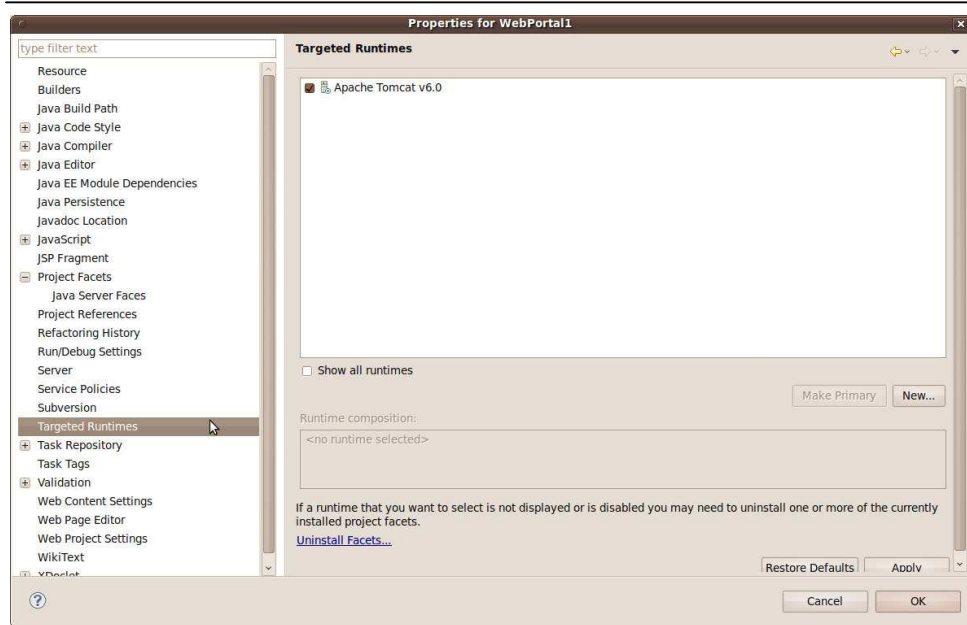 Properties for WebPortal1
type filter text
Resource
Builders
Java Build Path
Java Code Style
Java Compiler
Java Editor
Java EE Module Dependencies
Java Persistence
Javadoc Location
JavaScript
JSP Fragment
Project Facets
Java Server Faces
Project References
Refactoring History
Run/Debug Settings
Server
Service Policies
Subversion
Targeted Runtimes
Task Repository
Task Tags
Validation
Web Content Settings
Web Page Editor
Web Project Settings
WikiText
XDoclet
Targeted Runtimes
Apache Tomcat v6.0
Show all runtimes
Make Primary
New...
Runtime composition:
<no runtime selected>
If a runtime that you want to select is not displayed or is disabled you may need to uninstall one or more of the currently
installed project facets.
Uninstall Facets...
Restore Defaults
Apply
Cancel
OK